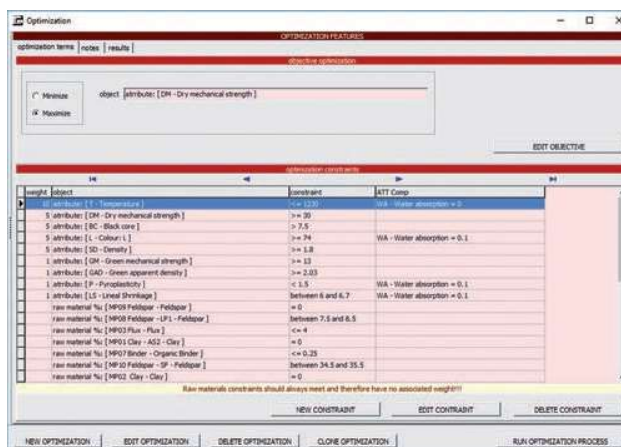 Optimization
OPTIMIZATION FEATURES
optimization terms notes results
objective optimization
Minimize
Maximize
object attribute: [ DM - Dry mechanical strength ]
EDIT OBJECTIVE
optimization constraints
weight object constraint ATT Comp
10 attribute: [ T - Temperature ] <= 1230 WA - Water absorption = 0
5 attribute: [ DM - Dry mechanical strength ] >= 30
5 attribute: [ BC - Black core ] > 7.5
5 attribute: [ L - Colour: L ] >= 74 WA - Water absorption = 0.1
5 attribute: [ SD - Density ] >= 1.8
1 attribute: [ GM - Green mechanical strength ] >= 13
1 attribute: [ GAD - Green apparent density ] >= 2.03
1 attribute: [ P - Pyroplasticity ] < 1.5 WA - Water absorption = 0.1
1 attribute: [ LS - Lineal Shrinkage ] between 6 and 6.7 WA - Water absorption = 0.1
raw material %: [ MP09 Feldspar - Feldspar ] = 0
raw material %: [ MP08 Feldspar - LF1 - Feldspar ] between 7.5 and 8.5
raw material %: [ MP03 Flux - Flux ] <= 4
raw material %: [ MP01 Clay - AS2 - Clay ] = 0
raw material %: [ MP07 Binder - Organic Binder ] <= 0.25
raw material %: [ MP10 Feldspar - SF - Feldspar ] between 34.5 and 35.5
raw material %: [ MP02 Clay - Clay ] = 0
Raw materials constraints should always meet and therefore have no associated weight!!!!
NEW CONSTRAINT EDIT CONTRAINT DELETE CONSTRAINT
NEW OPTIMIZATION EDIT OPTIMIZATION DELETE OPTIMIZATION CLONE OPTIMIZATION RUN OPTIMIZATION PROCESS